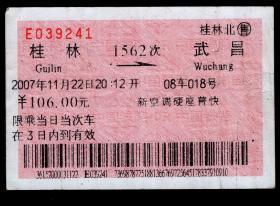 E039241 桂林北售
桂林 1562次 武昌
Guilin Wuchang
2007年11月22日20:12开 08车018号
¥106.00元 新空调硬座普快
限乘当日当次车
在3日内到有效